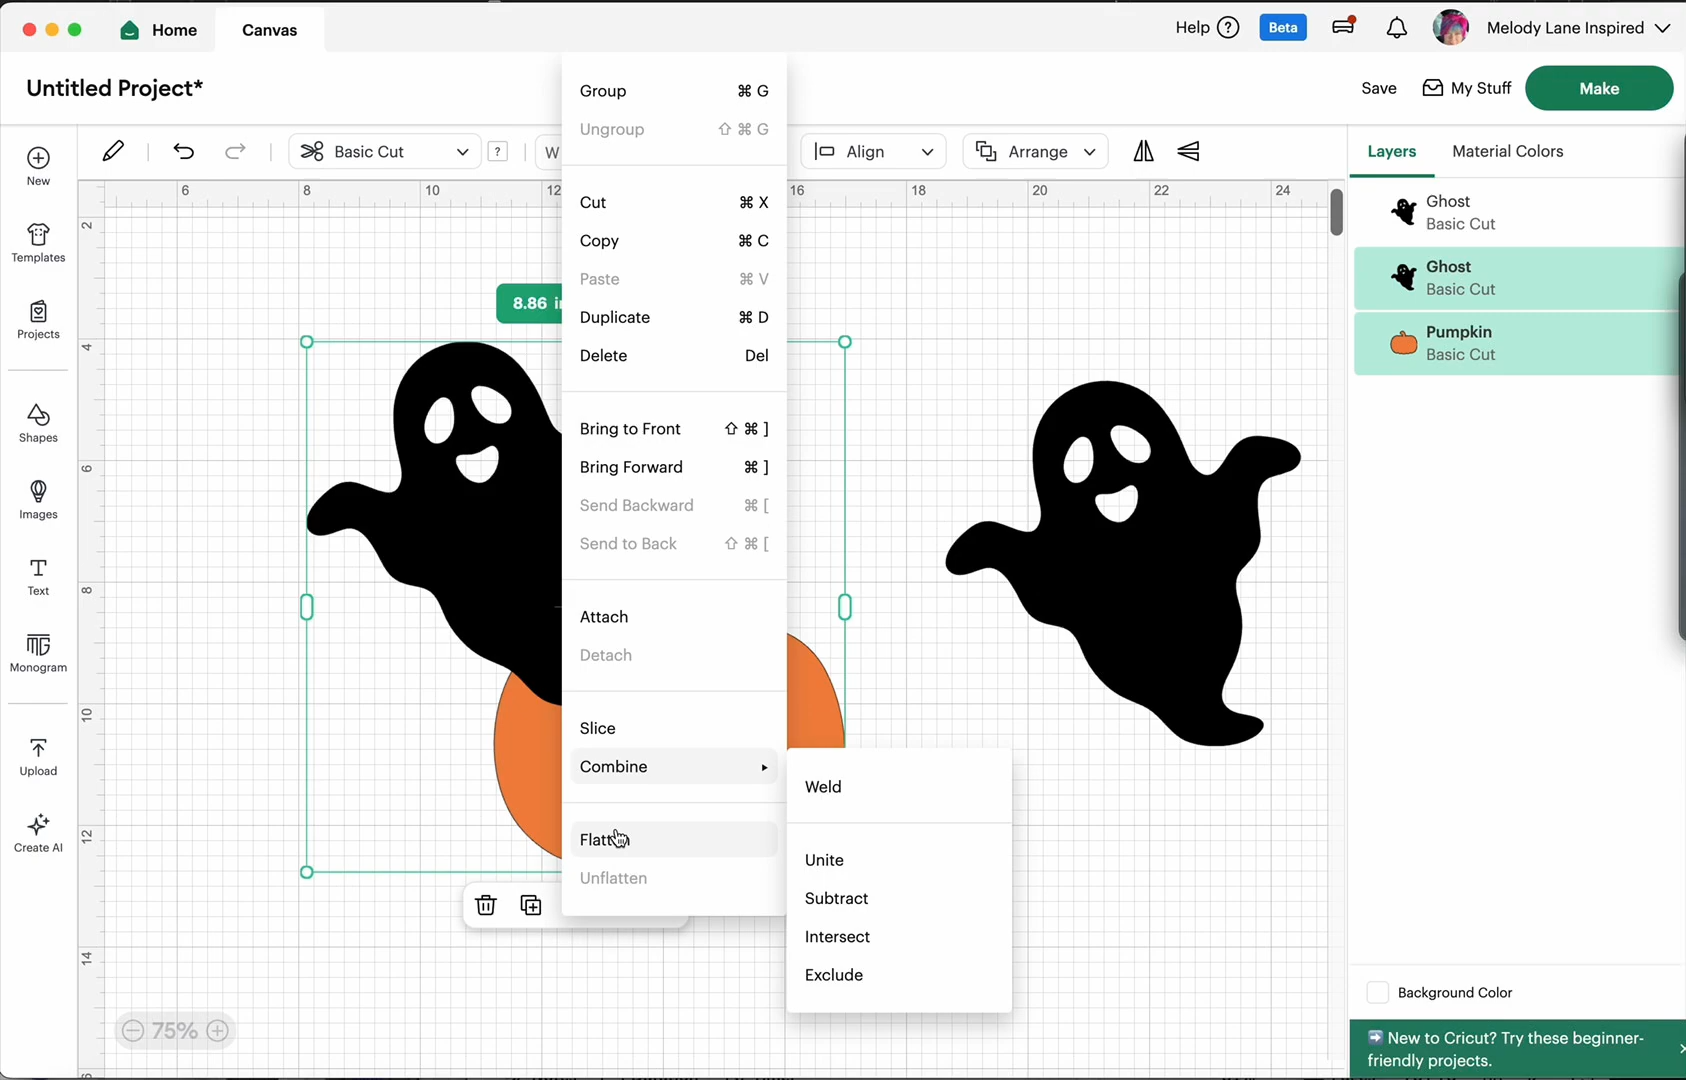 Home
Canvas
Help ?
Beta
Melody Lane Inspired
Untitled Project*
Save
My Stuff
Make
Basic Cut
?
W
Align
Arrange
Layers
Material Colors
New
Templates
Projects
Shapes
Images
Text
Monogram
Upload
Create AI
6 8 10 12 16 18 20 22 24
2
4
6
8
10
12
14
8.86
Group ⌘ G
Ungroup ⇧ ⌘ G
Cut ⌘ X
Copy ⌘ C
Paste ⌘ V
Duplicate ⌘ D
Delete Del
Bring to Front ⇧ ⌘ ]
Bring Forward ⌘ ]
Send Backward ⌘ [
Send to Back ⇧ ⌘ [
Attach
Detach
Slice
Combine
Flatten
Unflatten
Weld
Unite
Subtract
Intersect
Exclude
Ghost
Basic Cut
Ghost
Basic Cut
Pumpkin
Basic Cut
75%
Background Color
New to Cricut? Try these beginner-
friendly projects.